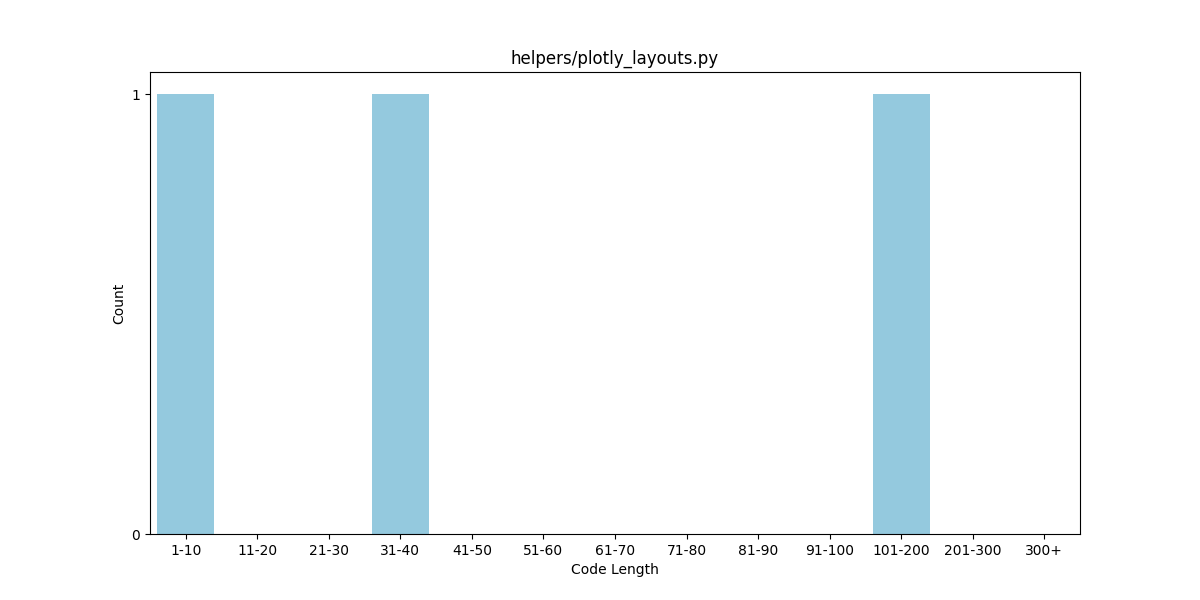 helpers/plotly_layouts.py
1
Count
0
1-10 11-20 21-30 31-40 41-50 51-60 61-70 71-80 81-90 91-100 101-200 201-300 300+
Code Length